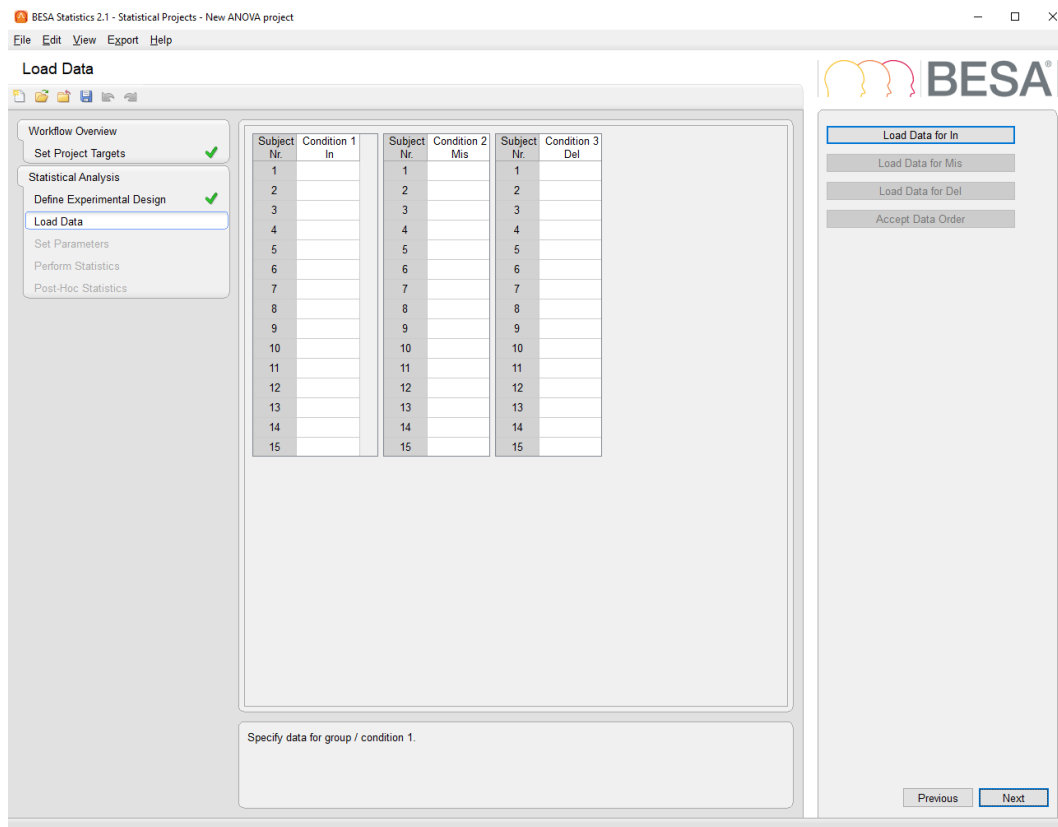 BESA Statistics 2.1 - Statistical Projects - New ANOVA project
File Edit View Export Help
Load Data
BESA®
Workflow Overview
Set Project Targets
Statistical Analysis
Define Experimental Design
Load Data
Set Parameters
Perform Statistics
Post-Hoc Statistics
Subject Condition 1 Subject Condition 2 Subject Condition 3
Nr. In Nr. Mis Nr. Del
1 1 1
2 2 2
3 3 3
4 4 4
5 5 5
6 6 6
7 7 7
8 8 8
9 9 9
10 10 10
11 11 11
12 12 12
13 13 13
14 14 14
15 15 15
Specify data for group / condition 1.
Load Data for In
Load Data for Mis
Load Data for Del
Accept Data Order
Previous Next